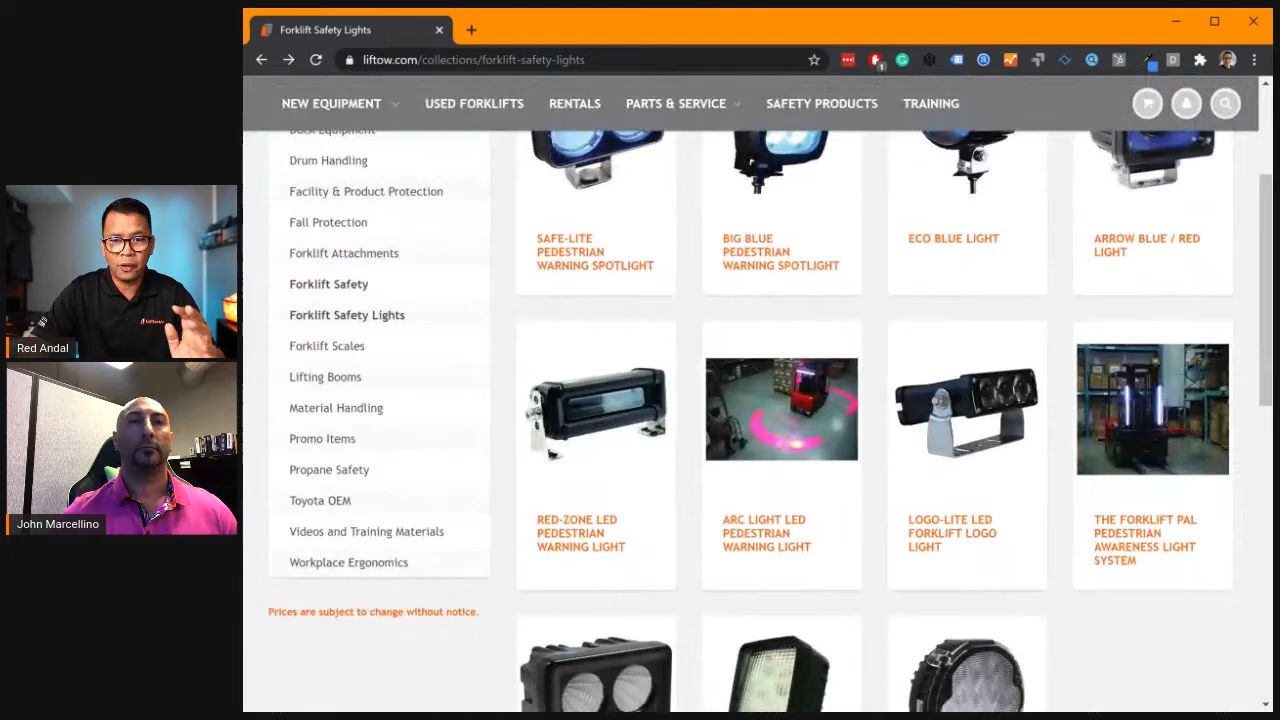 Forklift Safety Lights
liftow.com/collections/forklift-safety-lights
1
D
NEW EQUIPMENT
USED FORKLIFTS
RENTALS
PARTS & SERVICE
SAFETY PRODUCTS
TRAINING
Dock Equipment
Drum Handling
Facility & Product Protection
Fall Protection
Forklift Attachments
Forklift Safety
Forklift Safety Lights
Forklift Scales
Lifting Booms
Material Handling
Promo Items
Propane Safety
Toyota OEM
Videos and Training Materials
Workplace Ergonomics
Prices are subject to change without notice.
SAFE-LITE
PEDESTRIAN
WARNING SPOTLIGHT
BIG BLUE
PEDESTRIAN
WARNING SPOTLIGHT
ECO BLUE LIGHT
ARROW BLUE / RED
LIGHT
RED-ZONE LED
PEDESTRIAN
WARNING LIGHT
ARC LIGHT LED
PEDESTRIAN
WARNING LIGHT
LOGO-LITE LED
FORKLIFT LOGO
LIGHT
THE FORKLIFT PAL
PEDESTRIAN
AWARENESS LIGHT
SYSTEM
liftow
Red Andal
John Marcellino